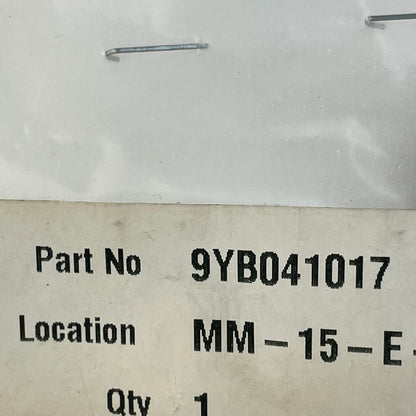 Part No 9YB041017
Location MM-15-E-
Qty 1